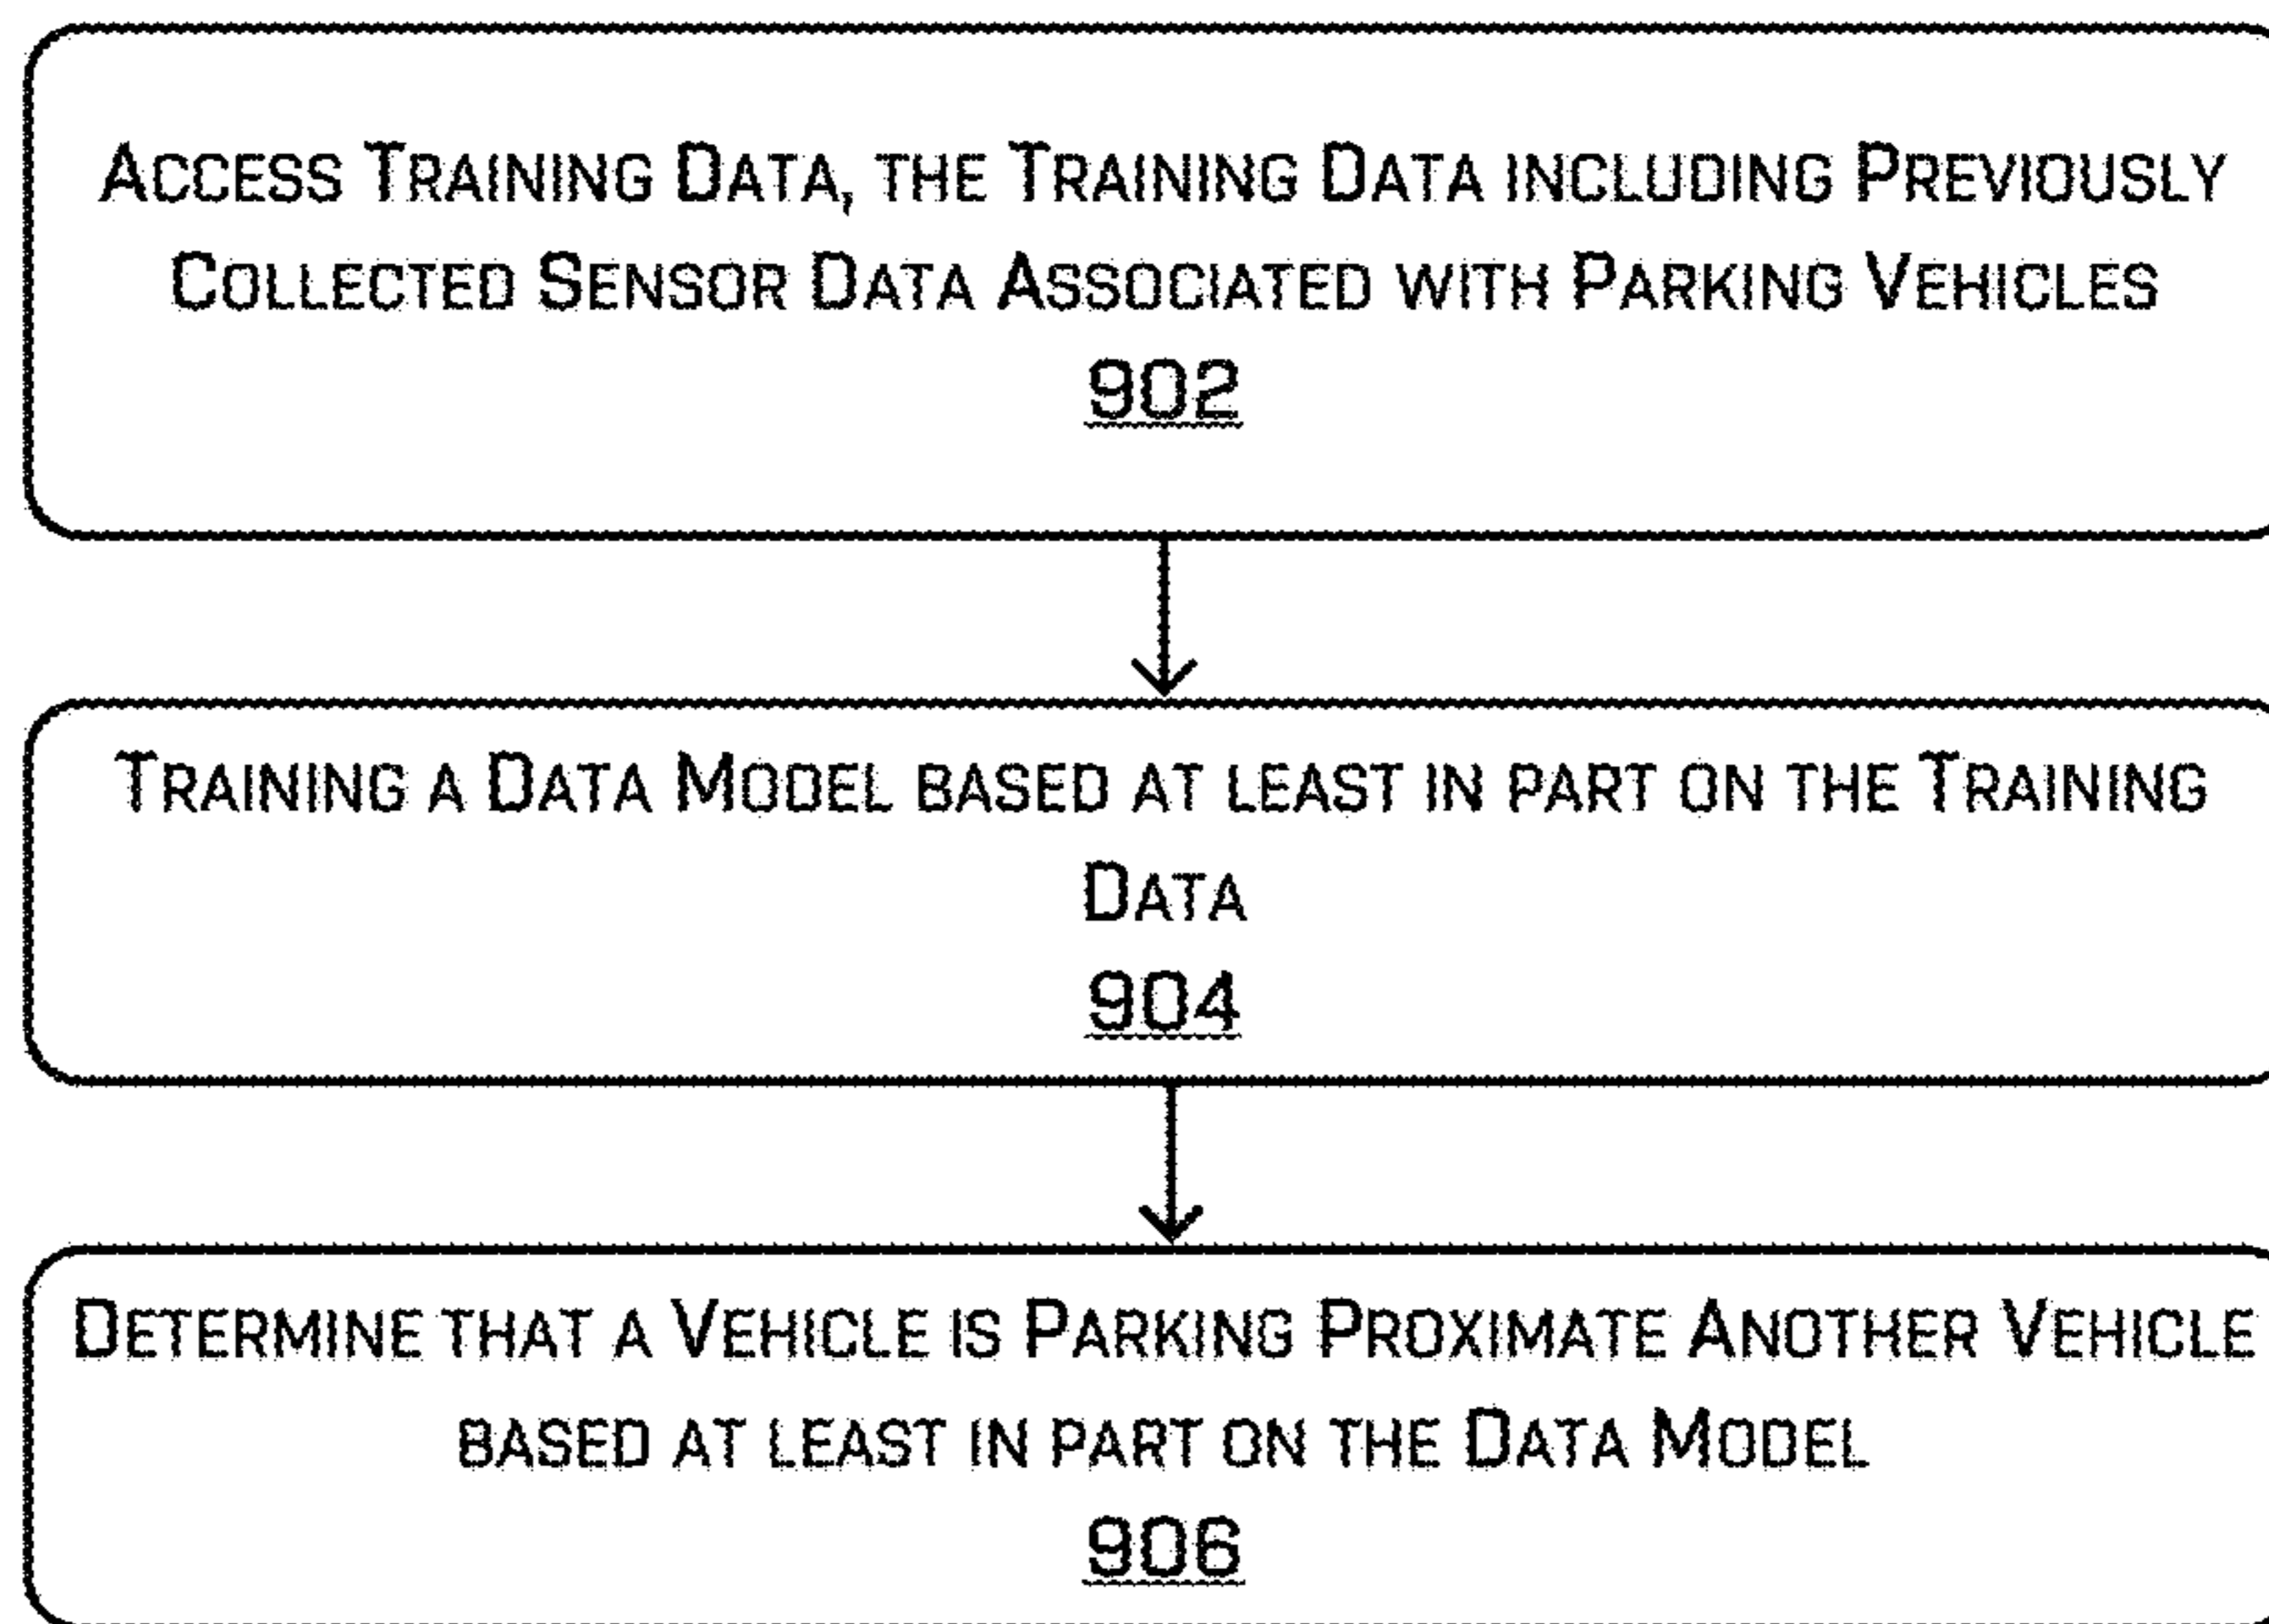 Access Training Data, the Training Data including Previously
Collected Sensor Data Associated with Parking Vehicles
902
Training a Data Model based at least in part on the Training
Data
904
Determine that a Vehicle is Parking Proximate Another Vehicle
based at least in part on the Data Model
906